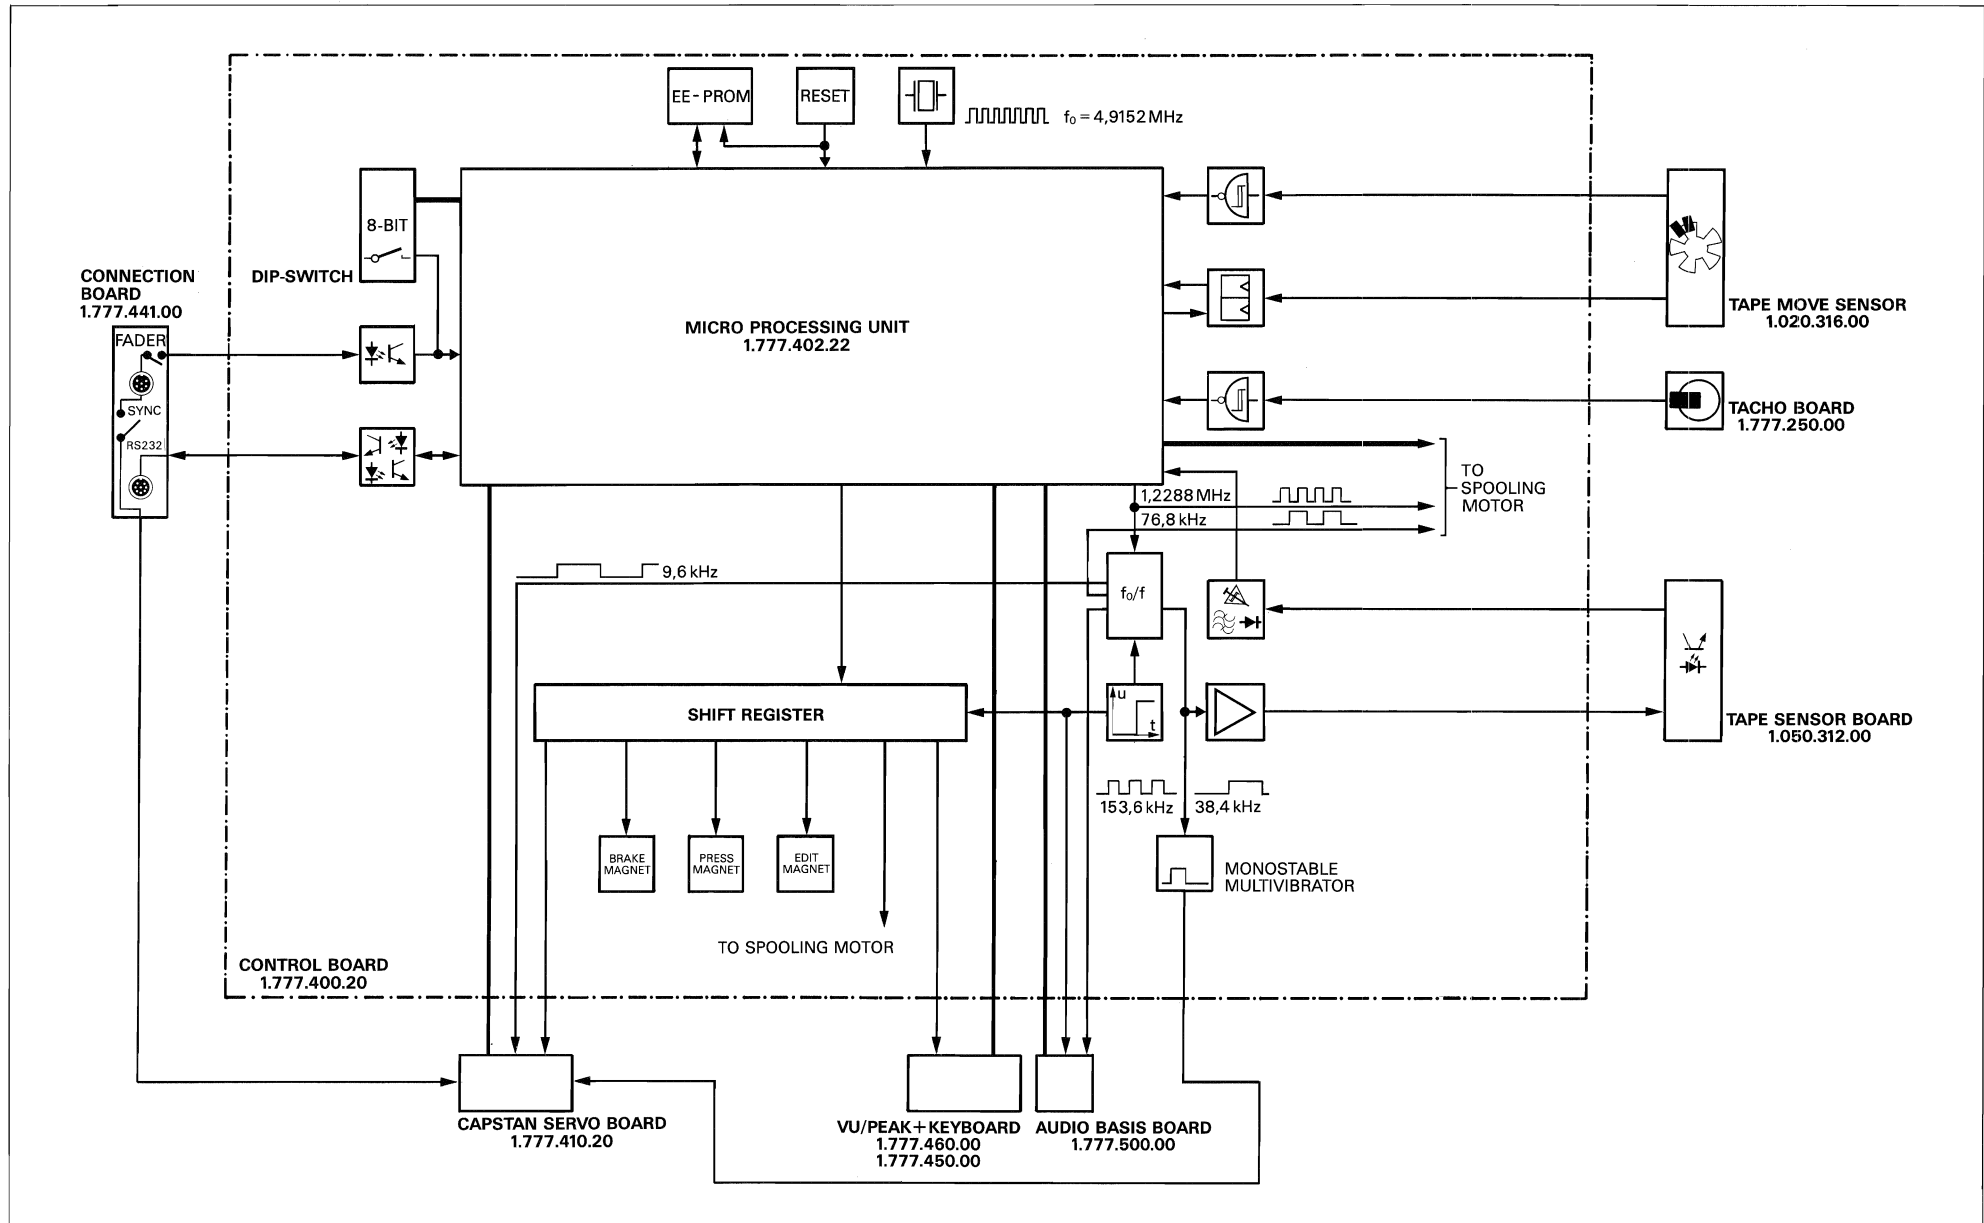 EE-PROM
RESET
f₀ = 4,9152 MHz
8-BIT
DIP-SWITCH
CONNECTION
BOARD
1.777.441.00
FADER
SYNC
RS232
MICRO PROCESSING UNIT
1.777.402.22
TAPE MOVE SENSOR
1.020.316.00
TACHO BOARD
1.777.250.00
TO
SPOOLING
MOTOR
1,2288 MHz
76,8 kHz
9,6 kHz
f₀/f
SHIFT REGISTER
u
t
TAPE SENSOR BOARD
1.050.312.00
153,6 kHz
38,4 kHz
BRAKE
MAGNET
PRESS
MAGNET
EDIT
MAGNET
MONOSTABLE
MULTIVIBRATOR
TO SPOOLING MOTOR
CONTROL BOARD
1.777.400.20
CAPSTAN SERVO BOARD
1.777.410.20
VU/PEAK+KEYBOARD
1.777.460.00
1.777.450.00
AUDIO BASIS BOARD
1.777.500.00